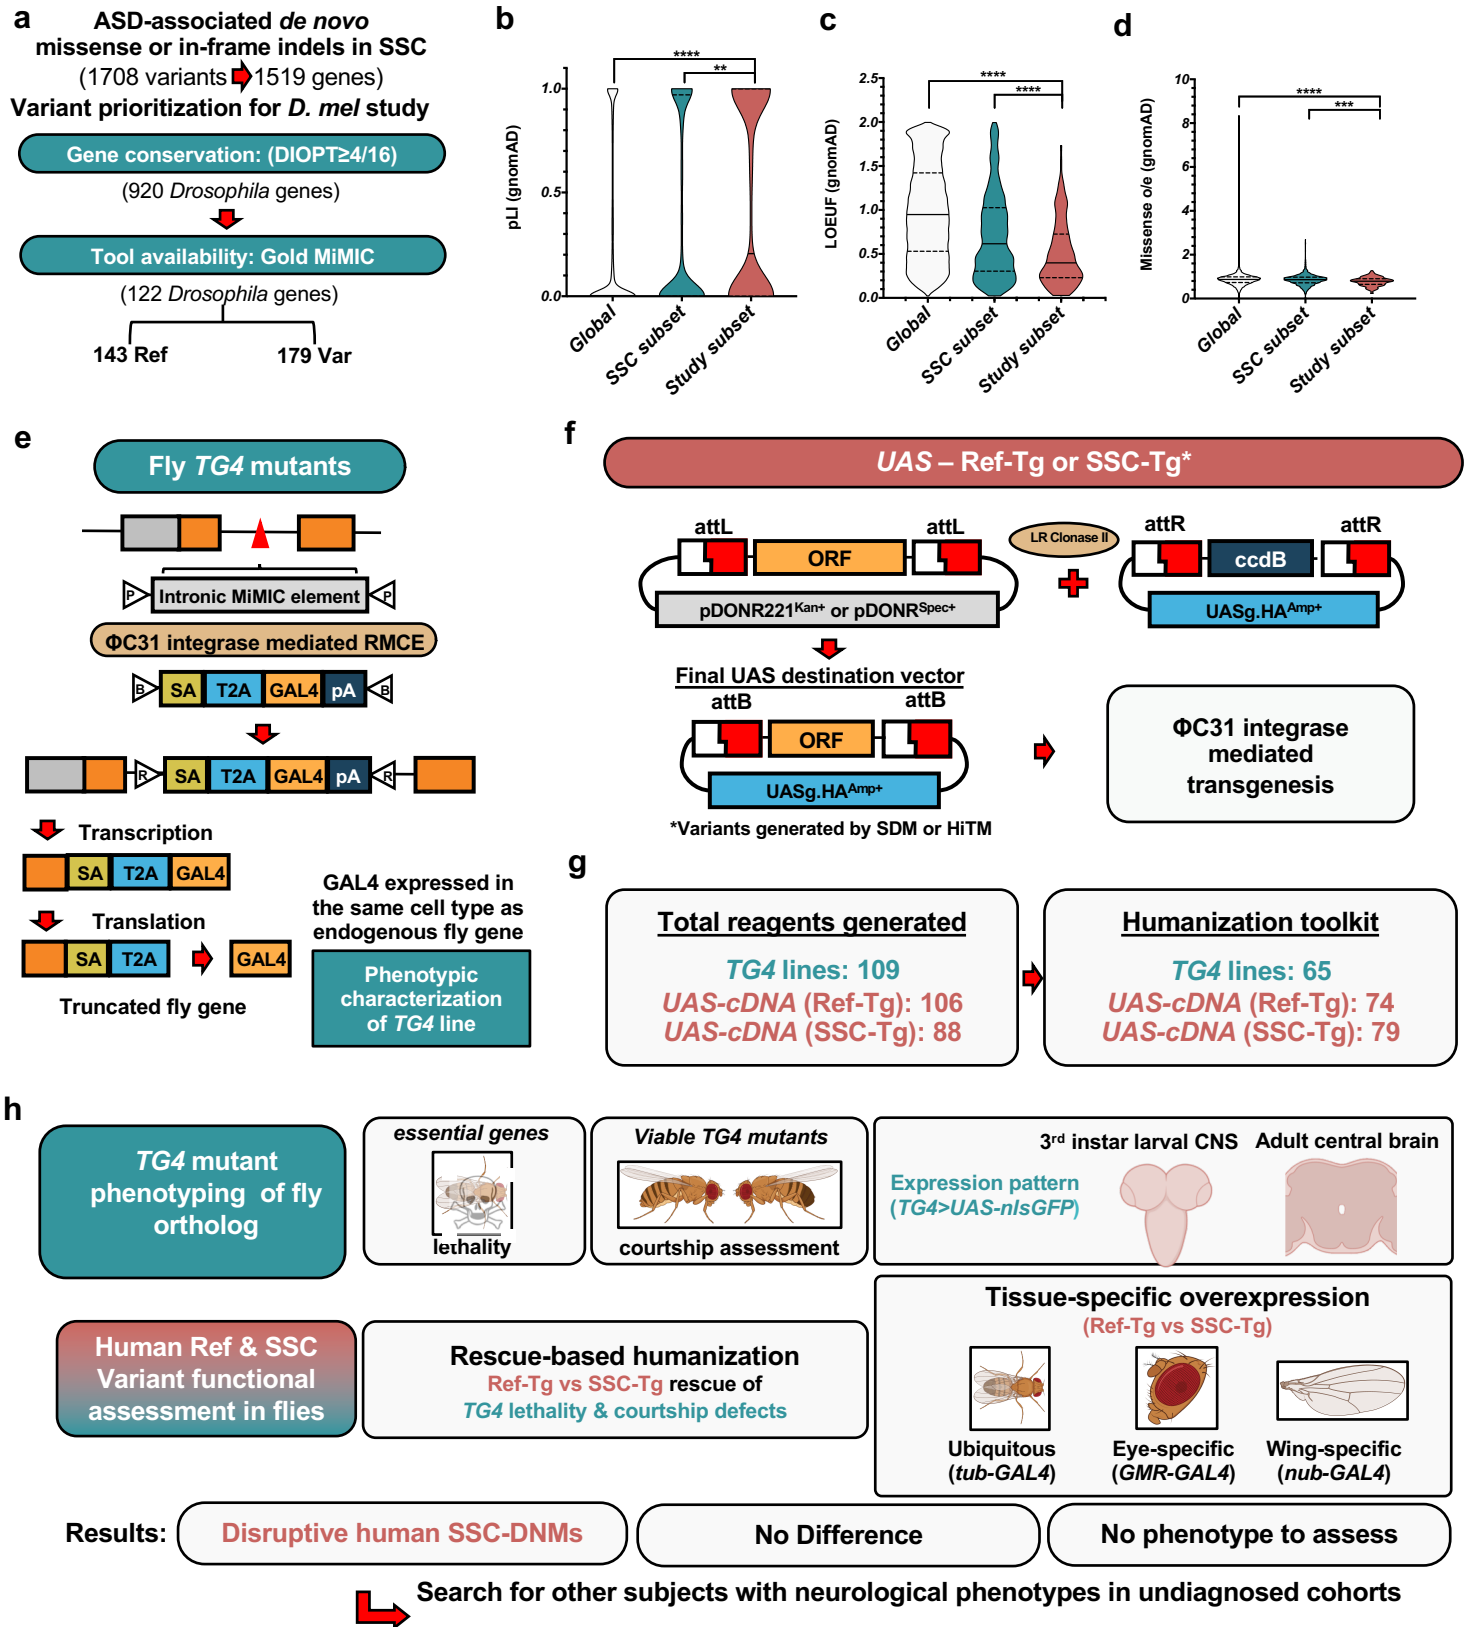 a
ASD-associated de novo
missense or in-frame indels in SSC
(1708 variants 1519 genes)
Variant prioritization for D. mel study
Gene conservation: (DIOPT≥4/16)
(920 Drosophila genes)
Tool availability: Gold MiMIC
(122 Drosophila genes)
143 Ref
179 Var
b
****
**
pLI (gnomAD)
1.0
0.5
0.0
Global
SSC subset
Study subset
c
****
****
LOEUF (gnomAD)
2.5
2.0
1.5
1.0
0.5
0.0
Global
SSC subset
Study subset
d
****
***
Missense o/e (gnomAD)
10
8
6
4
2
0
Global
SSC subset
Study subset
e
Fly TG4 mutants
P Intronic MiMIC element P
ΦC31 integrase mediated RMCE
B SA T2A GAL4 pA B
R SA T2A GAL4 pA R
Transcription
SA T2A GAL4
Translation
SA T2A GAL4
Truncated fly gene
GAL4 expressed in
the same cell type as
endogenous fly gene
Phenotypic
characterization
of TG4 line
f
UAS – Ref-Tg or SSC-Tg*
attL attL
ORF
pDONR221Kan+ or pDONRSpec+
LR Clonase II
attR attR
ccdB
UASg.HAAmp+
Final UAS destination vector
attB attB
ORF
UASg.HAAmp+
*Variants generated by SDM or HiTM
ΦC31 integrase
mediated
transgenesis
g
Total reagents generated
TG4 lines: 109
UAS-cDNA (Ref-Tg): 106
UAS-cDNA (SSC-Tg): 88
Humanization toolkit
TG4 lines: 65
UAS-cDNA (Ref-Tg): 74
UAS-cDNA (SSC-Tg): 79
h
TG4 mutant
phenotyping of fly
ortholog
essential genes
lethality
Viable TG4 mutants
courtship assessment
3rd instar larval CNS
Adult central brain
Expression pattern
(TG4>UAS-nlsGFP)
Human Ref & SSC
Variant functional
assessment in flies
Rescue-based humanization
Ref-Tg vs SSC-Tg rescue of
TG4 lethality & courtship defects
Tissue-specific overexpression
(Ref-Tg vs SSC-Tg)
Ubiquitous
(tub-GAL4)
Eye-specific
(GMR-GAL4)
Wing-specific
(nub-GAL4)
Results:
Disruptive human SSC-DNMs
No Difference
No phenotype to assess
Search for other subjects with neurological phenotypes in undiagnosed cohorts